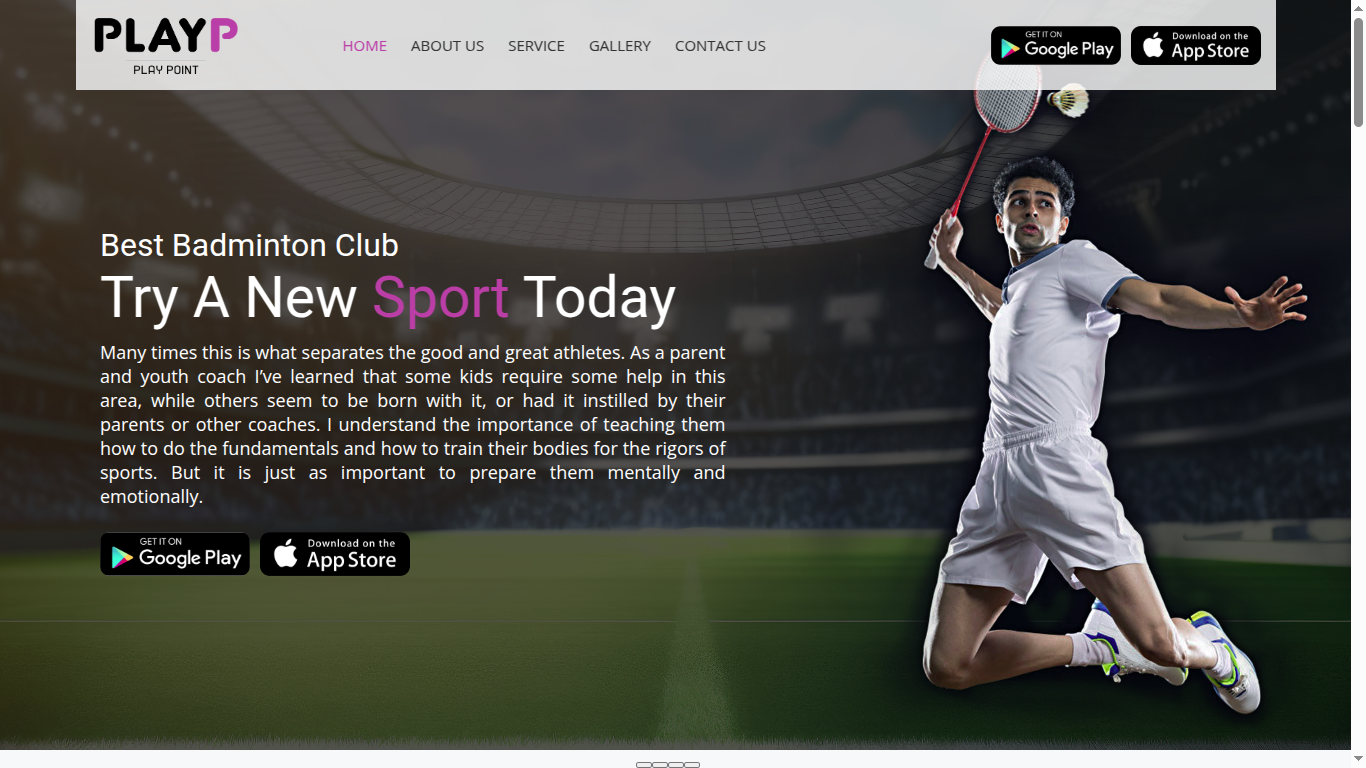 PLAYP
PLAY POINT
HOME
ABOUT US
SERVICE
GALLERY
CONTACT US
GET IT ON
Google Play
Download on the
App Store
Best Badminton Club
Try A New Sport Today
Many times this is what separates the good and great athletes. As a parent
and youth coach I’ve learned that some kids require some help in this
area, while others seem to be born with it, or had it instilled by their
parents or other coaches. I understand the importance of teaching them
how to do the fundamentals and how to train their bodies for the rigors of
sports. But it is just as important to prepare them mentally and
emotionally.
GET IT ON
Google Play
Download on the
App Store